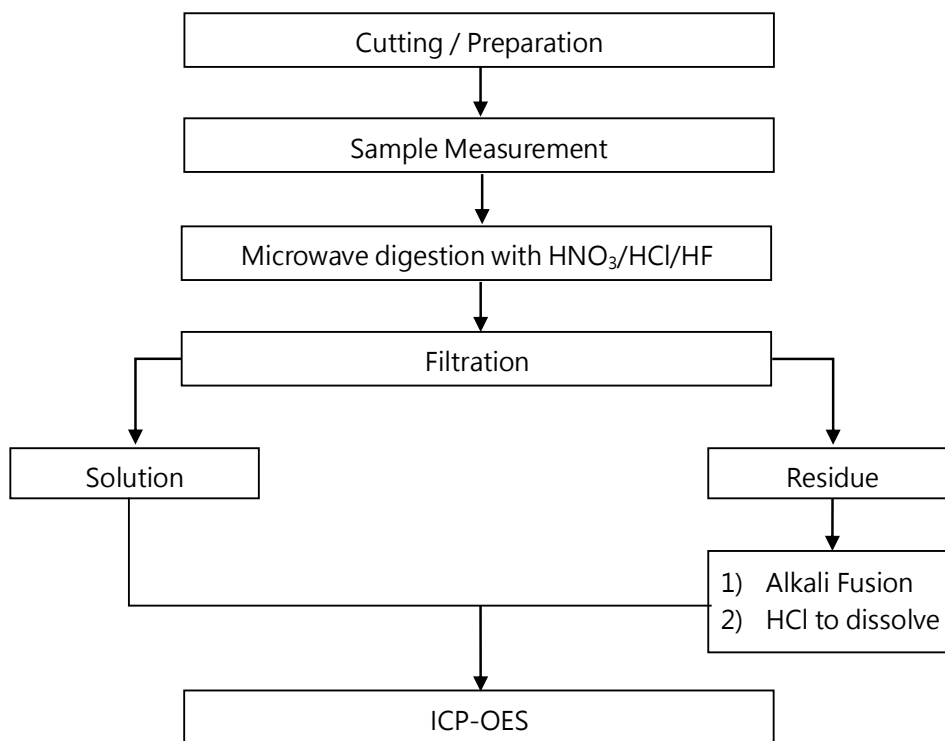 Cutting / Preparation
Sample Measurement
Microwave digestion with HNO₃/HCl/HF
Filtration
Solution
Residue
1) Alkali Fusion
2) HCl to dissolve
ICP-OES